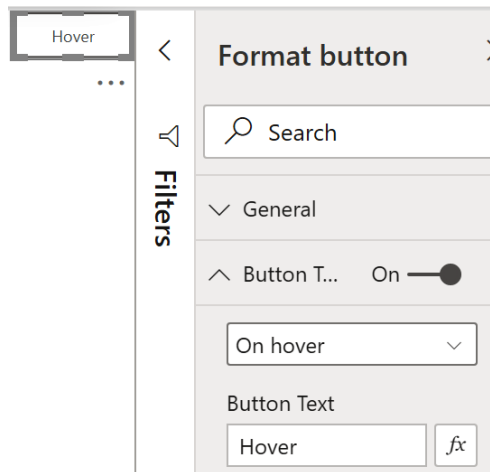 Hover
Format button
Search
Filters
General
Button T... On
On hover
Button Text
Hover
fx